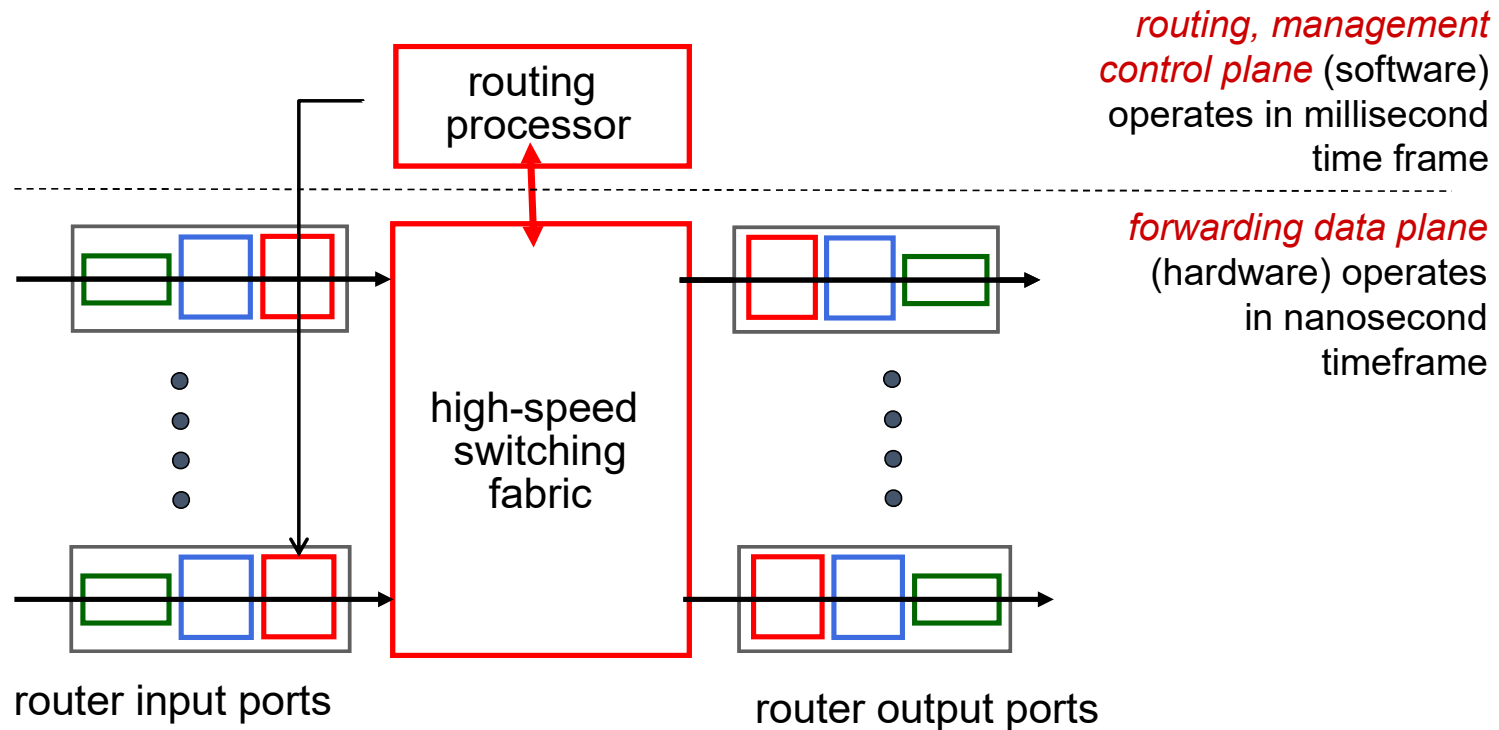 routing, management
control plane (software)
operates in millisecond
time frame
routing
processor
forwarding data plane
(hardware) operates
in nanosecond
timeframe
high-speed
switching
fabric
router input ports
router output ports